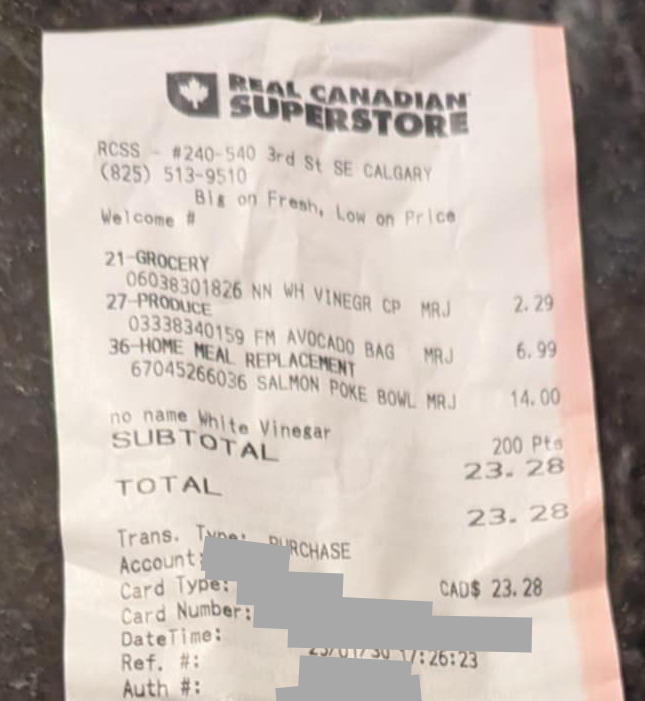 REAL CANADIAN
SUPERSTORE
RCSS - #240-540 3rd St SE CALGARY
(825) 513-9510
Big on Fresh, Low on Price
Welcome #
21-GROCERY
06038301826 NN WH VINEGR CP MRJ 2.29
27-PRODUCE
03338340159 FM AVOCADO BAG MRJ 6.99
36-HOME MEAL REPLACEMENT
67045266036 SALMON POKE BOWL MRJ 14.00
no name White Vinegar 200 Pts
SUBTOTAL 23.28
TOTAL 23.28
Trans. Type: PURCHASE
Account: CAD$ 23.28
Card Type:
Card Number:
DateTime: :26:23
Ref. #:
Auth #: